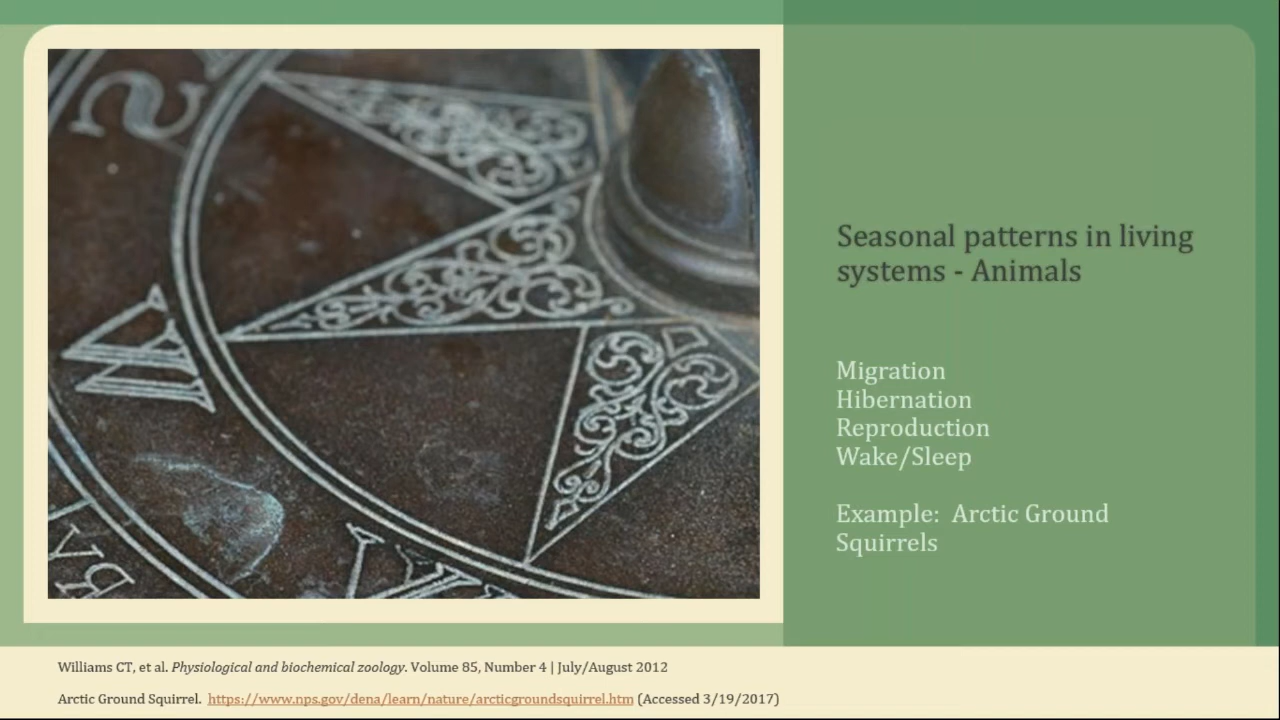 Seasonal patterns in living
systems - Animals
Migration
Hibernation
Reproduction
Wake/Sleep
Example:  Arctic Ground
Squirrels
Williams CT, et al. Physiological and biochemical zoology. Volume 85, Number 4 | July/August 2012
Arctic Ground Squirrel.  https://www.nps.gov/dena/learn/nature/arcticgroundsquirrel.htm (Accessed 3/19/2017)